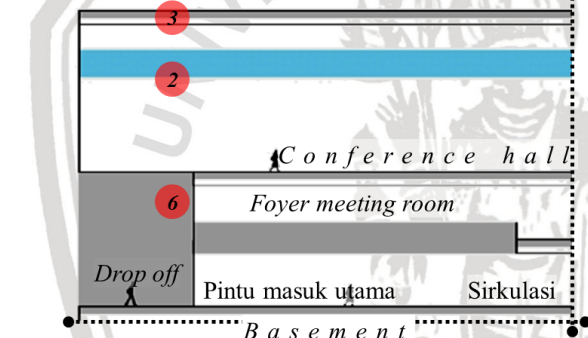 3
2
Conference hall
6
Foyer meeting room
Drop off
Pintu masuk utama
Sirkulasi
Basement